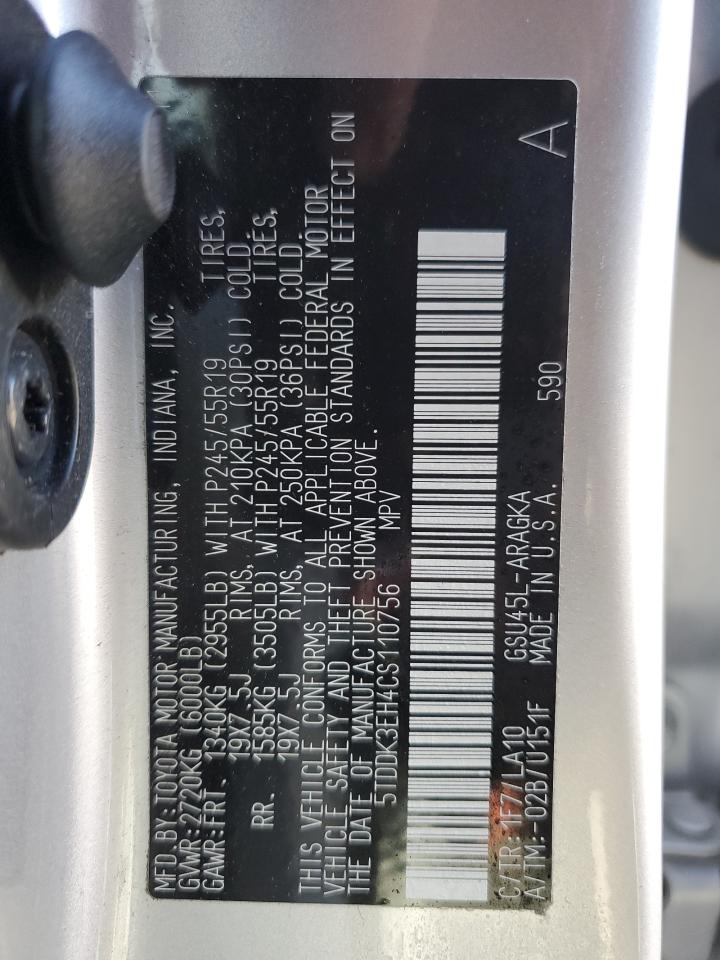 MFD BY: TOYOTA MOTOR MANUFACTURING, INDIANA, INC.
GVWR: 2720KG (6000LB)
GAWR: FRT. 1340KG (2955LB) WITH P245/55R19 TIRES,
19X7.5J RIMS, AT 210KPA (30PSI) COLD.
RR. 1585KG (3505LB) WITH P245/55R19 TIRES,
19X7.5J RIMS, AT 250KPA (36PSI) COLD.
THIS VEHICLE CONFORMS TO ALL APPLICABLE FEDERAL MOTOR
VEHICLE SAFETY AND THEFT PREVENTION STANDARDS IN EFFECT ON
THE DATE OF MANUFACTURE SHOWN ABOVE.
5TDDK3EH4CS110756 MPV
C/TR: 1F7/LA10 GSU45L-ARAGKA
A/TM:-02B/U151F MADE IN U.S.A. 590
A